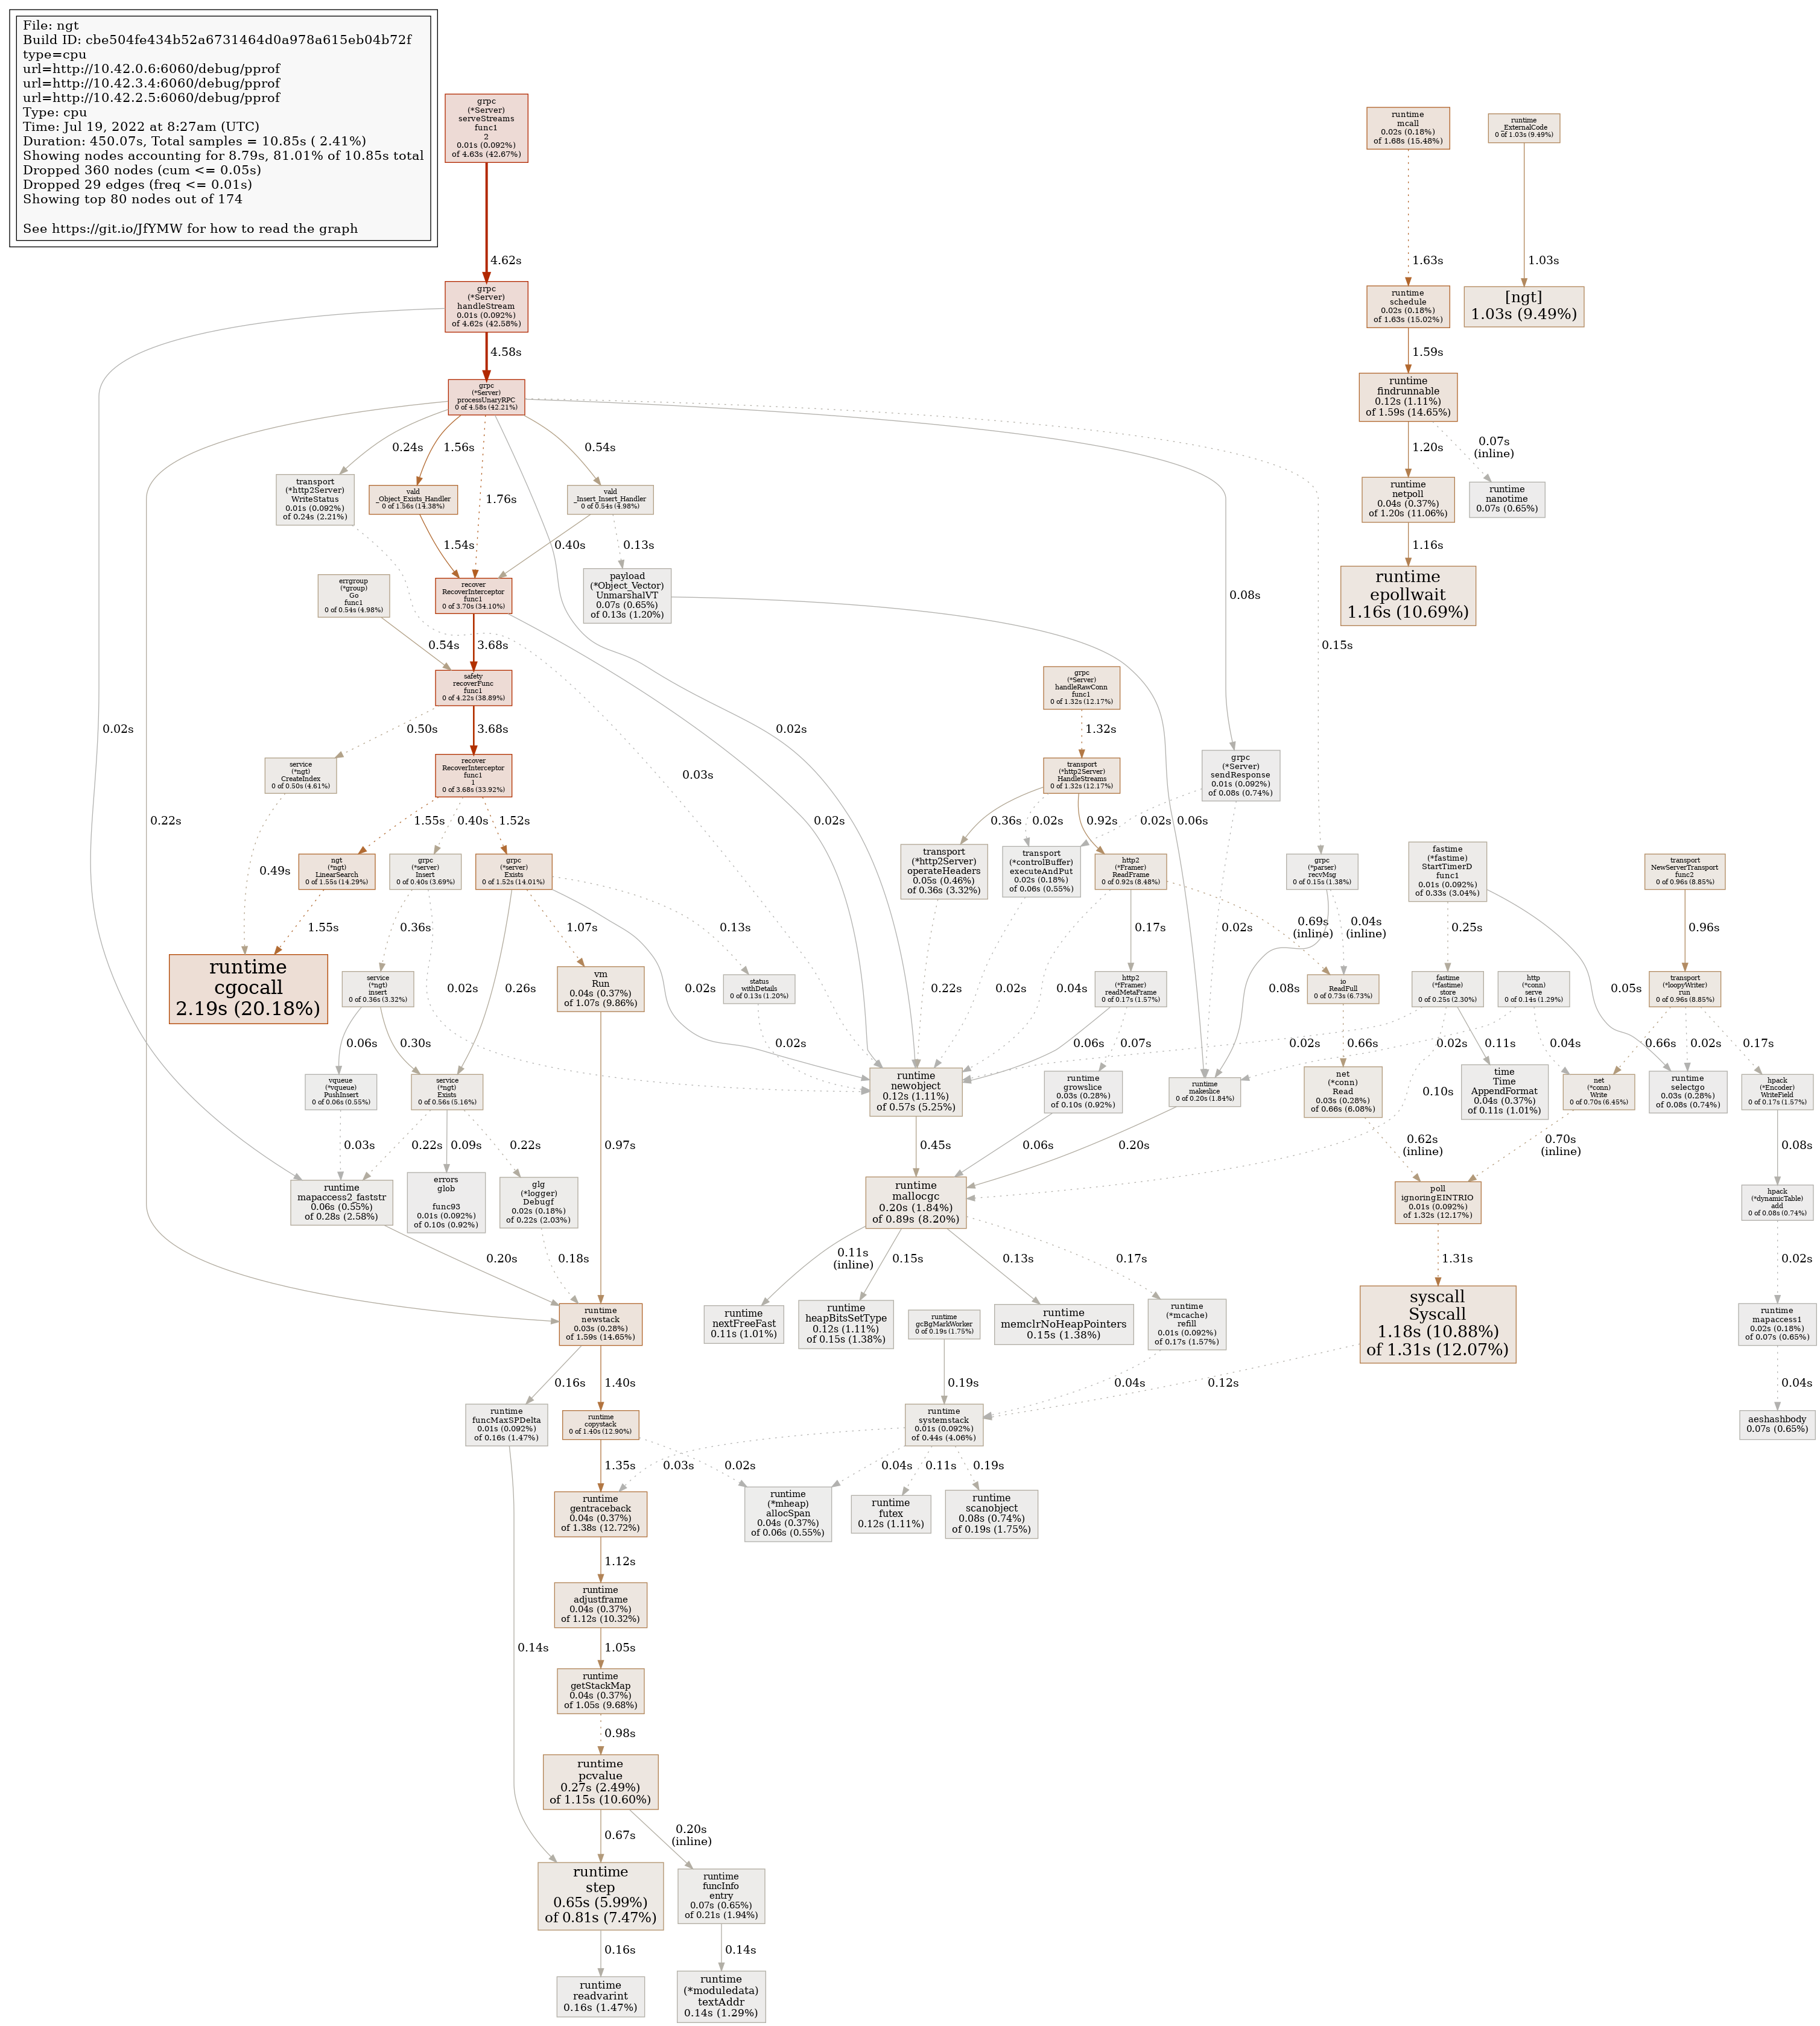 File: ngt
Build ID: cbe504fe434b52a6731464d0a978a615eb04b72f
type=cpu
url=http://10.42.0.6:6060/debug/pprof
url=http://10.42.3.4:6060/debug/pprof
url=http://10.42.2.5:6060/debug/pprof
Type: cpu
Time: Jul 19, 2022 at 8:27am (UTC)
Duration: 450.07s, Total samples = 10.85s ( 2.41%)
Showing nodes accounting for 8.79s, 81.01% of 10.85s total
Dropped 360 nodes (cum <= 0.05s)
Dropped 29 edges (freq <= 0.01s)
Showing top 80 nodes out of 174
See https://git.io/JfYMW for how to read the graph
grpc
(*Server)
serveStreams
func1
2
0.01s (0.092%)
of 4.63s (42.67%)
runtime
mcall
0.02s (0.18%)
of 1.68s (15.48%)
runtime
_ExternalCode
0 of 1.03s (9.49%)
4.62s
1.63s
1.03s
grpc
(*Server)
handleStream
0.01s (0.092%)
of 4.62s (42.58%)
runtime
schedule
0.02s (0.18%)
of 1.63s (15.02%)
[ngt]
1.03s (9.49%)
4.58s
1.59s
grpc
(*Server)
processUnaryRPC
0 of 4.58s (42.21%)
runtime
findrunnable
0.12s (1.11%)
of 1.59s (14.65%)
0.24s
1.56s
0.54s
1.20s
0.07s
(inline)
transport
(*http2Server)
WriteStatus
0.01s (0.092%)
of 0.24s (2.21%)
vald
_Object_Exists_Handler
0 of 1.56s (14.38%)
1.76s
vald
_Insert_Insert_Handler
0 of 0.54s (4.98%)
runtime
netpoll
0.04s (0.37%)
of 1.20s (11.06%)
runtime
nanotime
0.07s (0.65%)
1.54s
0.40s
0.13s
1.16s
errgroup
(*group)
Go
func1
0 of 0.54s (4.98%)
recover
RecoverInterceptor
func1
0 of 3.70s (34.10%)
payload
(*Object_Vector)
UnmarshalVT
0.07s (0.65%)
of 0.13s (1.20%)
0.08s
runtime
epollwait
1.16s (10.69%)
0.54s
3.68s
0.15s
safety
recoverFunc
func1
0 of 4.22s (38.89%)
grpc
(*Server)
handleRawConn
func1
0 of 1.32s (12.17%)
0.02s
0.50s
3.68s
0.02s
1.32s
service
(*ngt)
CreateIndex
0 of 0.50s (4.61%)
recover
RecoverInterceptor
func1
1
0 of 3.68s (33.92%)
0.03s
transport
(*http2Server)
HandleStreams
0 of 1.32s (12.17%)
grpc
(*Server)
sendResponse
0.01s (0.092%)
of 0.08s (0.74%)
0.22s
1.55s
0.40s
1.52s
0.02s
0.36s
0.02s
0.92s
0.02s
0.06s
0.49s
ngt
(*ngt)
LinearSearch
0 of 1.55s (14.29%)
grpc
(*server)
Insert
0 of 0.40s (3.69%)
grpc
(*server)
Exists
0 of 1.52s (14.01%)
transport
(*http2Server)
operateHeaders
0.05s (0.46%)
of 0.36s (3.32%)
transport
(*controlBuffer)
executeAndPut
0.02s (0.18%)
of 0.06s (0.55%)
http2
(*Framer)
ReadFrame
0 of 0.92s (8.48%)
grpc
(*parser)
recvMsg
0 of 0.15s (1.38%)
fastime
(*fastime)
StartTimerD
func1
0.01s (0.092%)
of 0.33s (3.04%)
transport
NewServerTransport
func2
0 of 0.96s (8.85%)
1.55s
0.36s
1.07s
0.13s
0.17s
0.69s
(inline)
0.02s
0.04s
(inline)
0.25s
0.96s
runtime
cgocall
2.19s (20.18%)
service
(*ngt)
insert
0 of 0.36s (3.32%)
0.02s
0.26s
vm
Run
0.04s (0.37%)
of 1.07s (9.86%)
0.02s
status
withDetails
0 of 0.13s (1.20%)
0.22s
0.02s
0.04s
http2
(*Framer)
readMetaFrame
0 of 0.17s (1.57%)
0.08s
io
ReadFull
0 of 0.73s (6.73%)
fastime
(*fastime)
store
0 of 0.25s (2.30%)
http
(*conn)
serve
0 of 0.14s (1.29%)
0.05s
transport
(*loopyWriter)
run
0 of 0.96s (8.85%)
0.06s
0.30s
0.02s
0.06s
0.07s
0.66s
0.02s
0.02s
0.11s
0.04s
0.66s
0.02s
0.17s
vqueue
(*vqueue)
PushInsert
0 of 0.06s (0.55%)
service
(*ngt)
Exists
0 of 0.56s (5.16%)
runtime
newobject
0.12s (1.11%)
of 0.57s (5.25%)
runtime
growslice
0.03s (0.28%)
of 0.10s (0.92%)
runtime
makeslice
0 of 0.20s (1.84%)
net
(*conn)
Read
0.03s (0.28%)
of 0.66s (6.08%)
0.10s
time
Time
AppendFormat
0.04s (0.37%)
of 0.11s (1.01%)
net
(*conn)
Write
0 of 0.70s (6.45%)
runtime
selectgo
0.03s (0.28%)
of 0.08s (0.74%)
hpack
(*Encoder)
WriteField
0 of 0.17s (1.57%)
0.03s
0.22s
0.09s
0.22s
0.97s
0.45s
0.06s
0.20s
0.62s
(inline)
0.70s
(inline)
0.08s
runtime
mapaccess2_faststr
0.06s (0.55%)
of 0.28s (2.58%)
errors
glob

func93
0.01s (0.092%)
of 0.10s (0.92%)
glg
(*logger)
Debugf
0.02s (0.18%)
of 0.22s (2.03%)
runtime
mallocgc
0.20s (1.84%)
of 0.89s (8.20%)
poll
ignoringEINTRIO
0.01s (0.092%)
of 1.32s (12.17%)
hpack
(*dynamicTable)
add
0 of 0.08s (0.74%)
0.20s
0.18s
0.11s
(inline)
0.15s
0.13s
0.17s
1.31s
0.02s
runtime
newstack
0.03s (0.28%)
of 1.59s (14.65%)
runtime
nextFreeFast
0.11s (1.01%)
runtime
heapBitsSetType
0.12s (1.11%)
of 0.15s (1.38%)
runtime
gcBgMarkWorker
0 of 0.19s (1.75%)
runtime
memclrNoHeapPointers
0.15s (1.38%)
runtime
(*mcache)
refill
0.01s (0.092%)
of 0.17s (1.57%)
syscall
Syscall
1.18s (10.88%)
of 1.31s (12.07%)
runtime
mapaccess1
0.02s (0.18%)
of 0.07s (0.65%)
0.16s
1.40s
0.19s
0.04s
0.12s
0.04s
runtime
funcMaxSPDelta
0.01s (0.092%)
of 0.16s (1.47%)
runtime
copystack
0 of 1.40s (12.90%)
runtime
systemstack
0.01s (0.092%)
of 0.44s (4.06%)
aeshashbody
0.07s (0.65%)
1.35s
0.03s
0.02s
0.04s
0.11s
0.19s
runtime
gentraceback
0.04s (0.37%)
of 1.38s (12.72%)
runtime
(*mheap)
allocSpan
0.04s (0.37%)
of 0.06s (0.55%)
runtime
futex
0.12s (1.11%)
runtime
scanobject
0.08s (0.74%)
of 0.19s (1.75%)
1.12s
runtime
adjustframe
0.04s (0.37%)
of 1.12s (10.32%)
0.14s
1.05s
runtime
getStackMap
0.04s (0.37%)
of 1.05s (9.68%)
0.98s
runtime
pcvalue
0.27s (2.49%)
of 1.15s (10.60%)
0.67s
0.20s
(inline)
runtime
step
0.65s (5.99%)
of 0.81s (7.47%)
runtime
funcInfo
entry
0.07s (0.65%)
of 0.21s (1.94%)
0.16s
0.14s
runtime
readvarint
0.16s (1.47%)
runtime
(*moduledata)
textAddr
0.14s (1.29%)